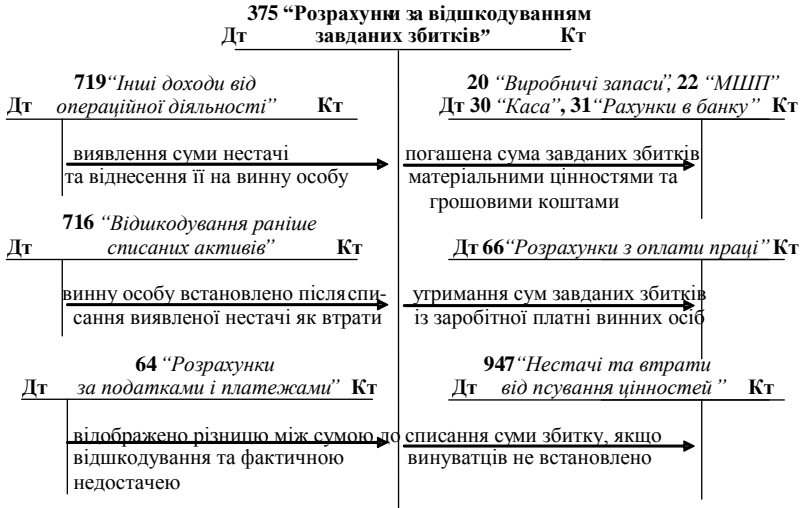 375 “Розрахунки за відшкодуванням
Дт завданих збитків” Кт
719 “Інші доходи від
Дт операційної діяльності” Кт
20 “Виробничі запаси”, 22 “МШП”
Дт 30 “Каса”, 31 “Рахунки в банку” Кт
виявлення суми нестачі
та віднесення її на винну особу
погашена сума завданих збитків
матеріальними цінностями та
грошовими коштами
716 “Відшкодування раніше
Дт списаних активів” Кт
Дт 66 “Розрахунки з оплати праці” Кт
винну особу встановлено після спи-
сання виявленої нестачі як втрати
утримання сум завданих збитків
із заробітної платні винних осіб
64 “Розрахунки
Дт за податками і платежами” Кт
947 “Нестачі та втрати
Дт від псування цінностей” Кт
відображено різницю між сумою до
відшкодування та фактичною
недостачею
списання суми збитку, якщо
винуватців не встановлено